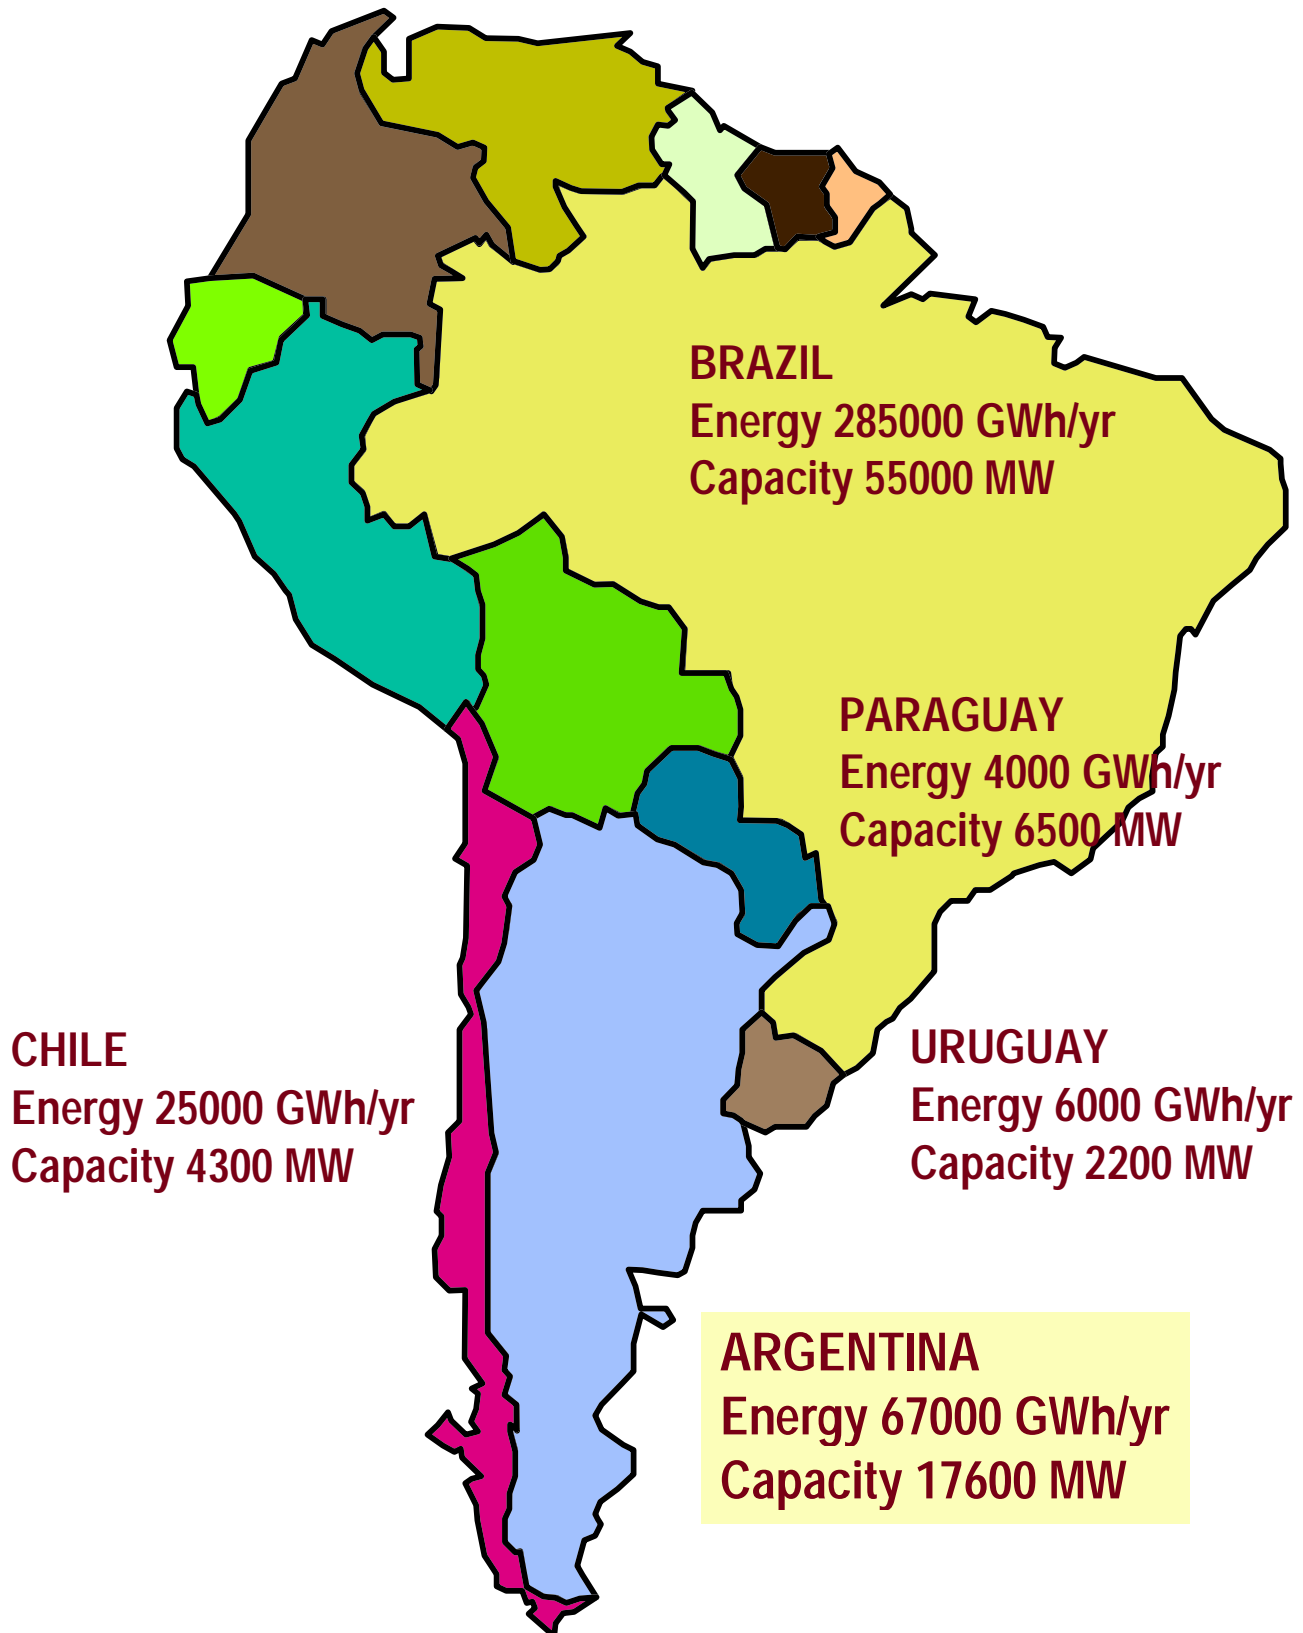 BRAZIL
Energy 285000 GWh/yr
Capacity 55000 MW
PARAGUAY
Energy 4000 GWh/yr
Capacity 6500 MW
CHILE
Energy 25000 GWh/yr
Capacity 4300 MW
URUGUAY
Energy 6000 GWh/yr
Capacity 2200 MW
ARGENTINA
Energy 67000 GWh/yr
Capacity 17600 MW